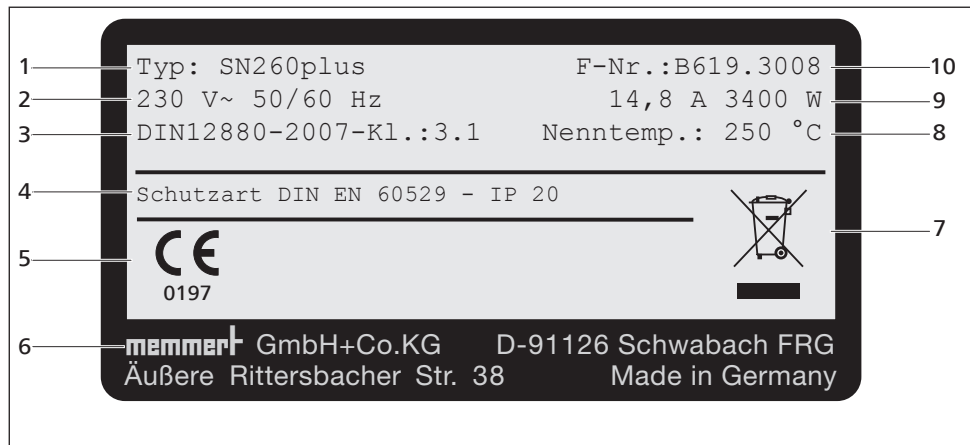 1 Typ: SN260plus F-Nr.:B619.3008 10
2 230 V~ 50/60 Hz 14,8 A 3400 W 9
3 DIN12880-2007-Kl.:3.1 Nenntemp.: 250 °C 8
4 Schutzart DIN EN 60529 - IP 20
7
5 CE
0197
6 memmert GmbH+Co.KG D-91126 Schwabach FRG
Äußere Rittersbacher Str. 38 Made in Germany